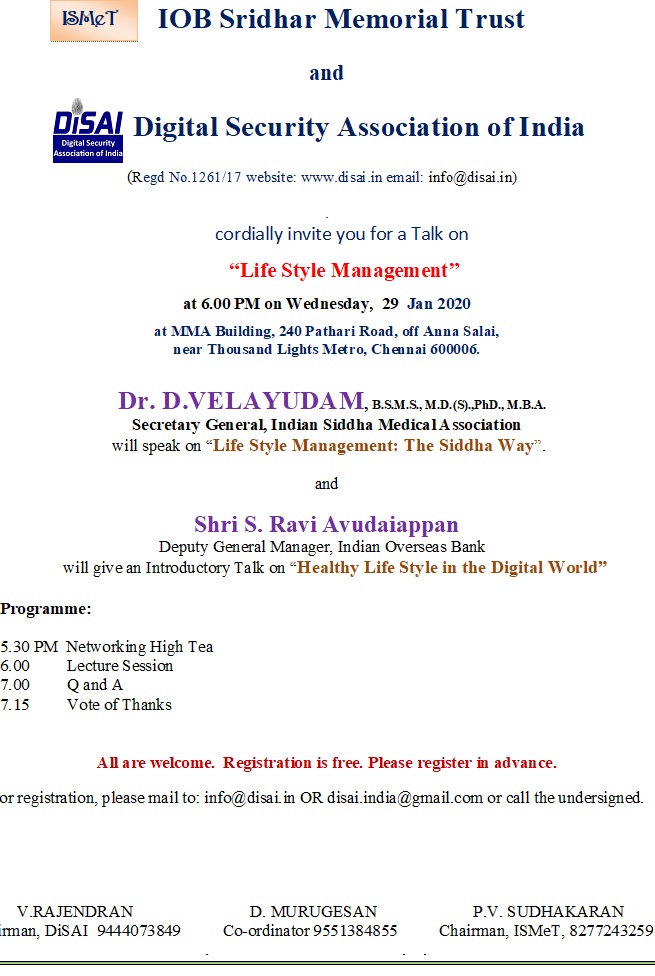 ISMeT IOB Sridhar Memorial Trust
and
DiSAI
Digital Security
Association of India
Digital Security Association of India
(Regd No.1261/17 website: www.disai.in email: info@disai.in)
cordially invite you for a Talk on
“Life Style Management”
at 6.00 PM on Wednesday, 29 Jan 2020
at MMA Building, 240 Pathari Road, off Anna Salai,
near Thousand Lights Metro, Chennai 600006.
Dr. D.VELAYUDAM, B.S.M.S., M.D.(S).,PhD., M.B.A.
Secretary General, Indian Siddha Medical Association
will speak on “Life Style Management: The Siddha Way”.
and
Shri S. Ravi Avudaiappan
Deputy General Manager, Indian Overseas Bank
will give an Introductory Talk on “Healthy Life Style in the Digital World”
Programme:
5.30 PM Networking High Tea
6.00 Lecture Session
7.00 Q and A
7.15 Vote of Thanks
All are welcome. Registration is free. Please register in advance.
or registration, please mail to: info@disai.in OR disai.india@gmail.com or call the undersigned.
V.RAJENDRAN D. MURUGESAN P.V. SUDHAKARAN
irman, DiSAI 9444073849 Co-ordinator 9551384855 Chairman, ISMeT, 8277243259